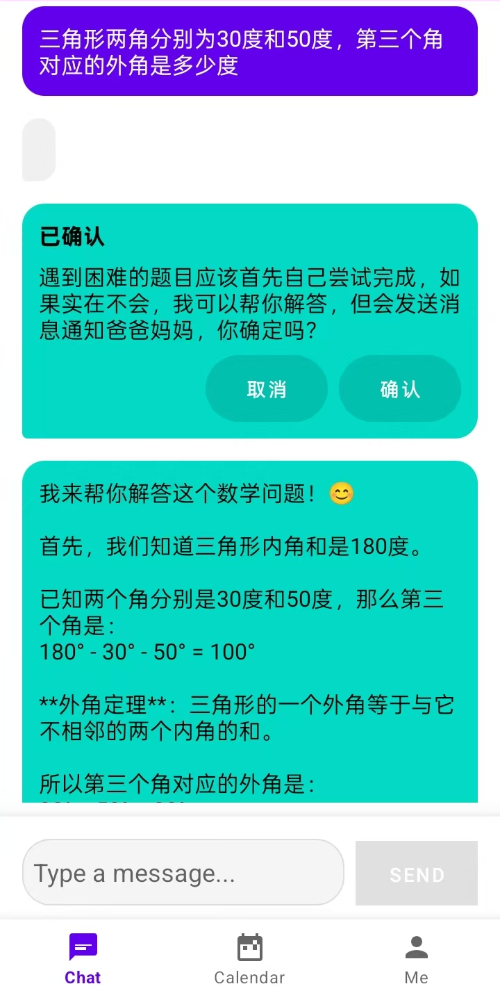 三角形两角分别为30度和50度，第三个角
对应的外角是多少度
已确认
遇到困难的题目应该首先自己尝试完成，如
果实在不会，我可以帮你解答，但会发送消
息通知爸爸妈妈，你确定吗？
取消
确认
我来帮你解答这个数学问题！😊
首先，我们知道三角形内角和是180度。
已知两个角分别是30度和50度，那么第三
个角是：
180° - 30° - 50° = 100°
**外角定理**：三角形的一个外角等于与它
不相邻的两个内角的和。
所以第三个角对应的外角是：
Type a message...
SEND
Chat
Calendar
Me